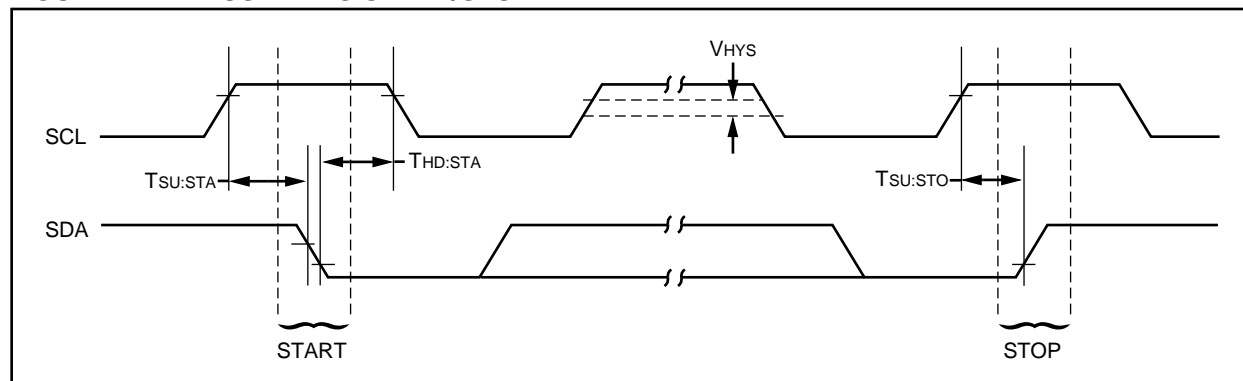 VHYS
SCL
THD:STA
TSU:STA
TSU:STO
SDA
START
STOP